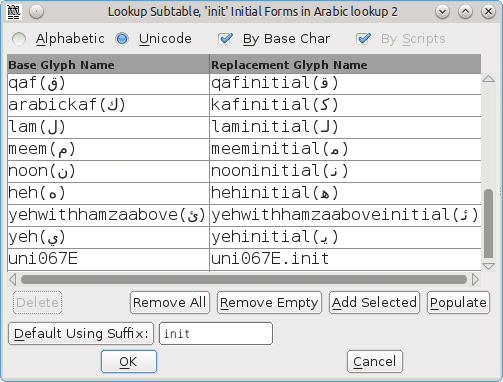 Lookup Subtable, 'init' Initial Forms in Arabic lookup 2
Alphabetic Unicode By Base Char By Scripts
Base Glyph Name Replacement Glyph Name
qaf(ق) qafinitial(ﻗ)
arabickaf(ك) kafinitial(ﻛ)
lam(ل) laminitial(ﻟ)
meem(م) meeminitial(ﻣ)
noon(ن) nooninitial(ﻧ)
heh(ه) hehinitial(ﻫ)
yehwithhamzaabove(ئ) yehwithhamzaaboveinitial(ﺋ)
yeh(ي) yehinitial(ﻳ)
uni067E uni067E.init
Delete Remove All Remove Empty Add Selected Populate
Default Using Suffix: init
OK Cancel